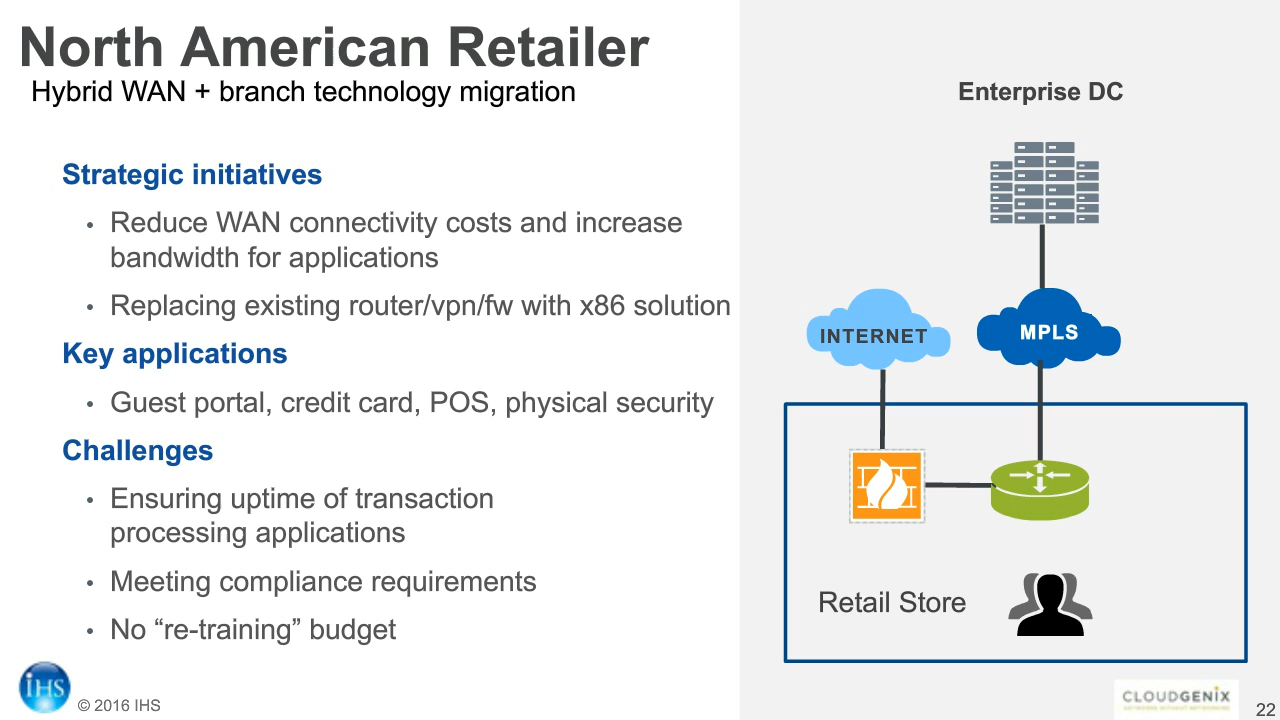 North American Retailer
Hybrid WAN + branch technology migration
Strategic initiatives
• Reduce WAN connectivity costs and increase
bandwidth for applications
• Replacing existing router/vpn/fw with x86 solution
Key applications
• Guest portal, credit card, POS, physical security
Challenges
• Ensuring uptime of transaction
processing applications
• Meeting compliance requirements
• No “re-training” budget
Enterprise DC
INTERNET
MPLS
Retail Store
IHS
© 2016 IHS
CLOUDGENIX
22